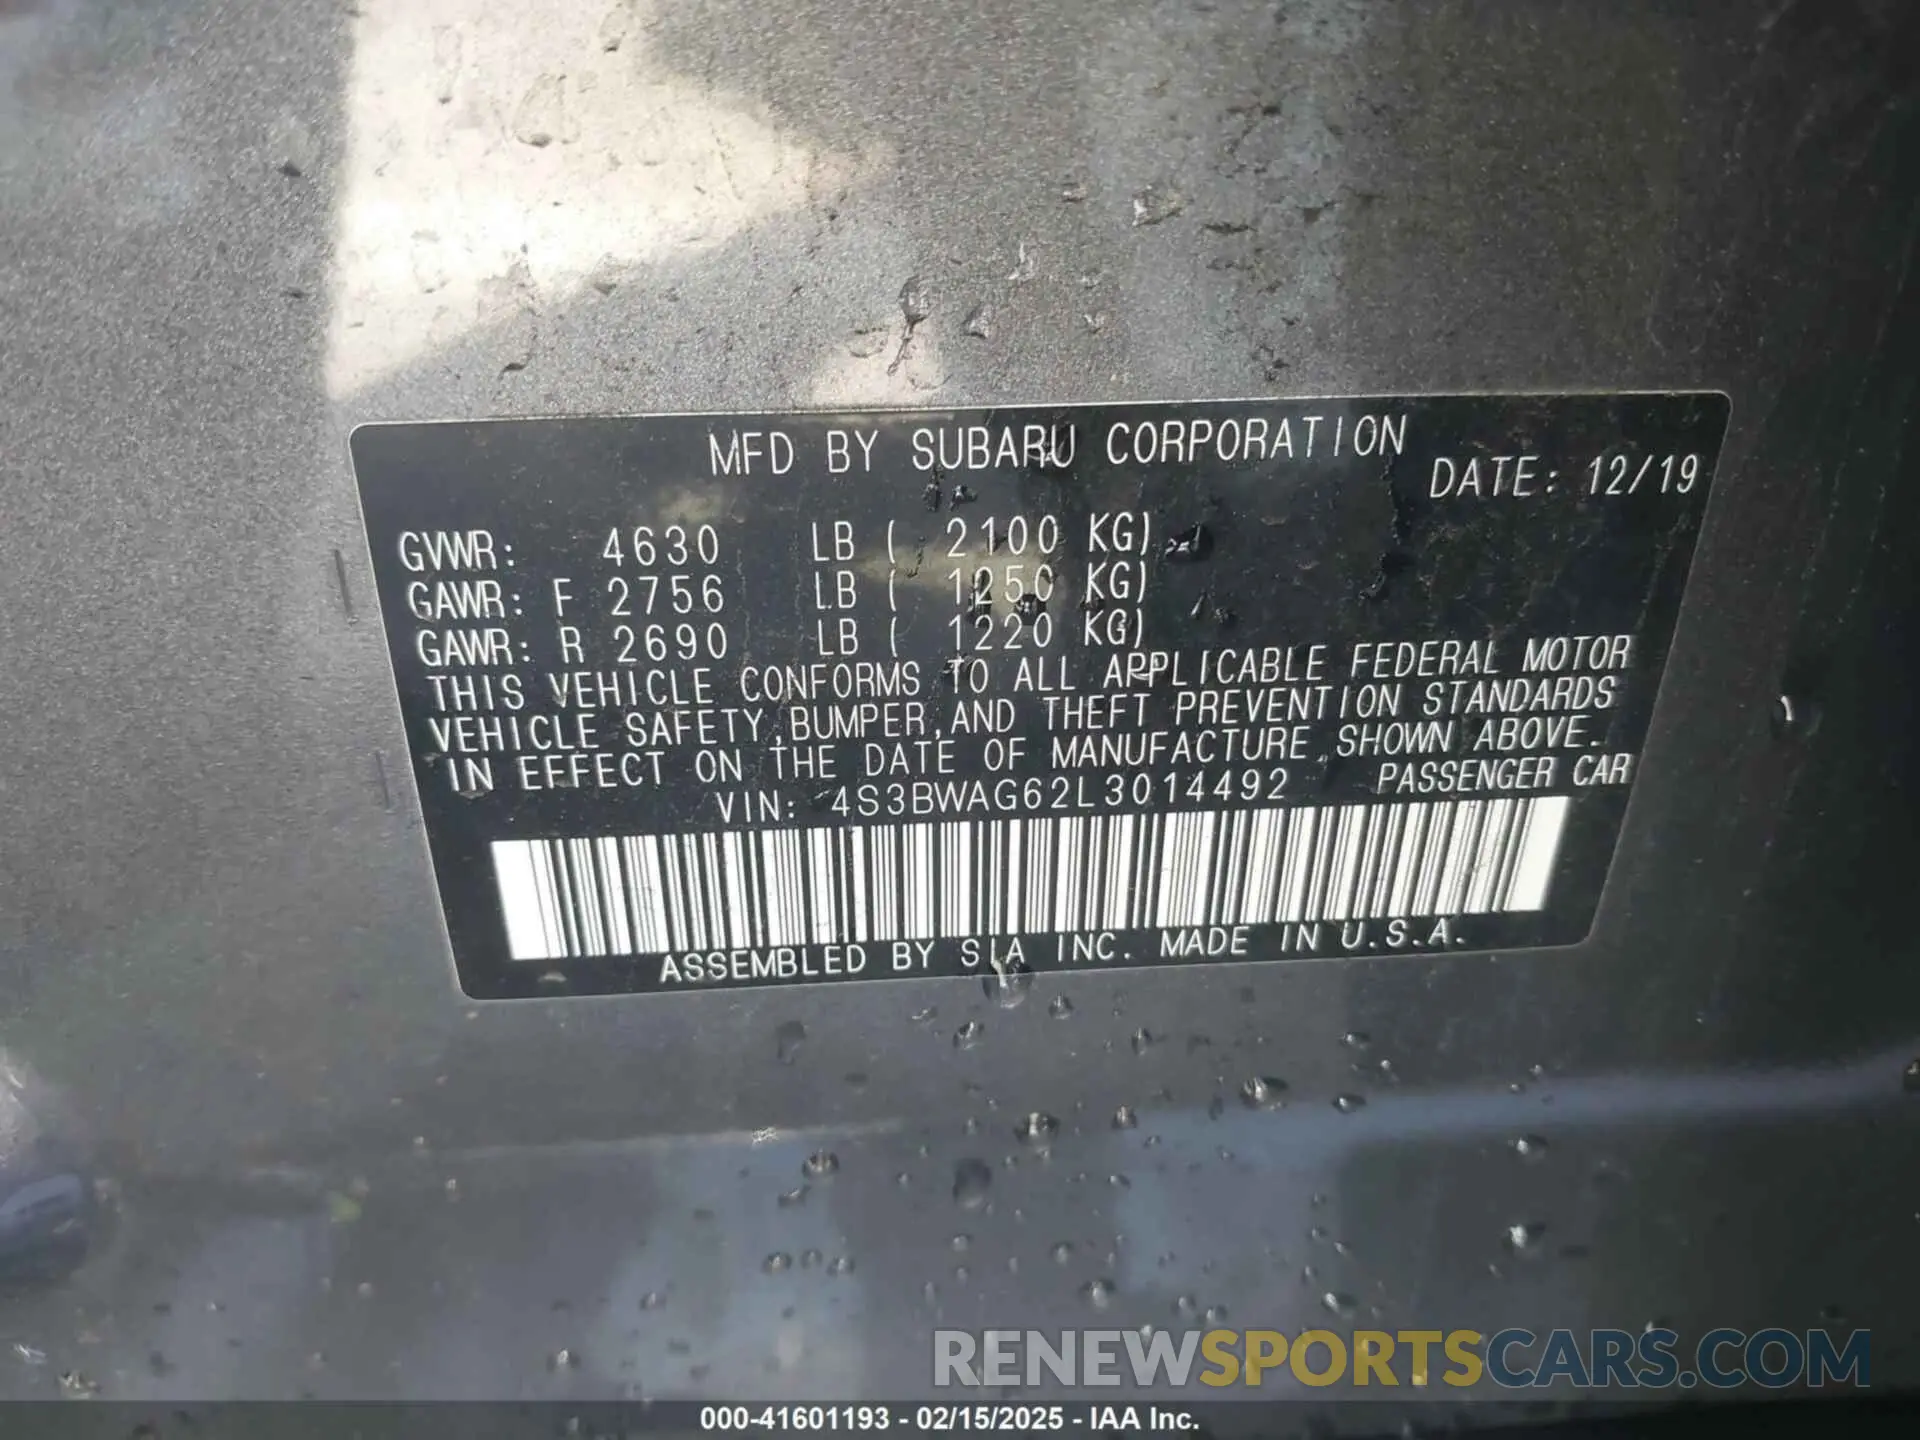 MFD BY SUBARU CORPORATION
DATE: 12/19
GVWR: 4630 LB ( 2100 KG)
GAWR: F 2756 LB ( 1250 KG)
GAWR: R 2690 LB ( 1220 KG)
THIS VEHICLE CONFORMS TO ALL APPLICABLE FEDERAL MOTOR
VEHICLE SAFETY,BUMPER,AND THEFT PREVENTION STANDARDS
IN EFFECT ON THE DATE OF MANUFACTURE SHOWN ABOVE.
VIN: 4S3BWAG62L3014492 PASSENGER CAR
ASSEMBLED BY SIA INC. MADE IN U.S.A.
RENEWSPORTSCARS.COM
000-41601193 - 02/15/2025 - IAA Inc.